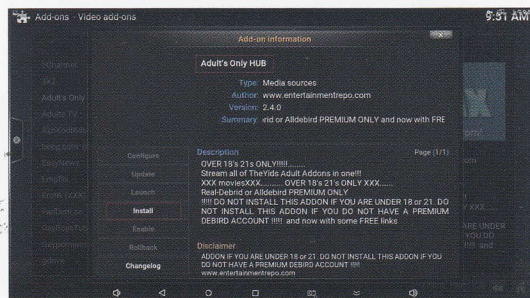 Add-ons - Video add-ons
9:51 AM
Add-on information
Adult's Only HUB
Type: Media sources
Author: www.entertainmentrepo.com
Version: 2.4.0
Summary: rid or Alldebird PREMIUM ONLY and now with FRE
Description
Page (1/1)
OVER 18's 21s ONLY!!!!!.........
Stream all of TheYids Adult Addons in one!!!
XXX moviesXXX.......... OVER 18's 21s ONLY XXX.......
Real-Debrid or Alldebird PREMIUM ONLY
!!!!! DO NOT INSTALL THIS ADDON IF YOU ARE UNDER 18 or 21. DO
NOT INSTALL THIS ADDON IF YOU DO NOT HAVE A PREMIUM
DEBIRD ACCOUNT !!!!! and now with some FREE links
Configure
Update
Launch
Install
Enable
Rollback
Changelog
Disclaimer
ADDON IF YOU ARE UNDER 18 or 21. DO NOT INSTALL THIS ADDON IF YOU
DO NOT HAVE A PREMIUM DEBIRD ACCOUNT !!!!!
www.entertainmentrepo.com
Adult's Only
EasyNews